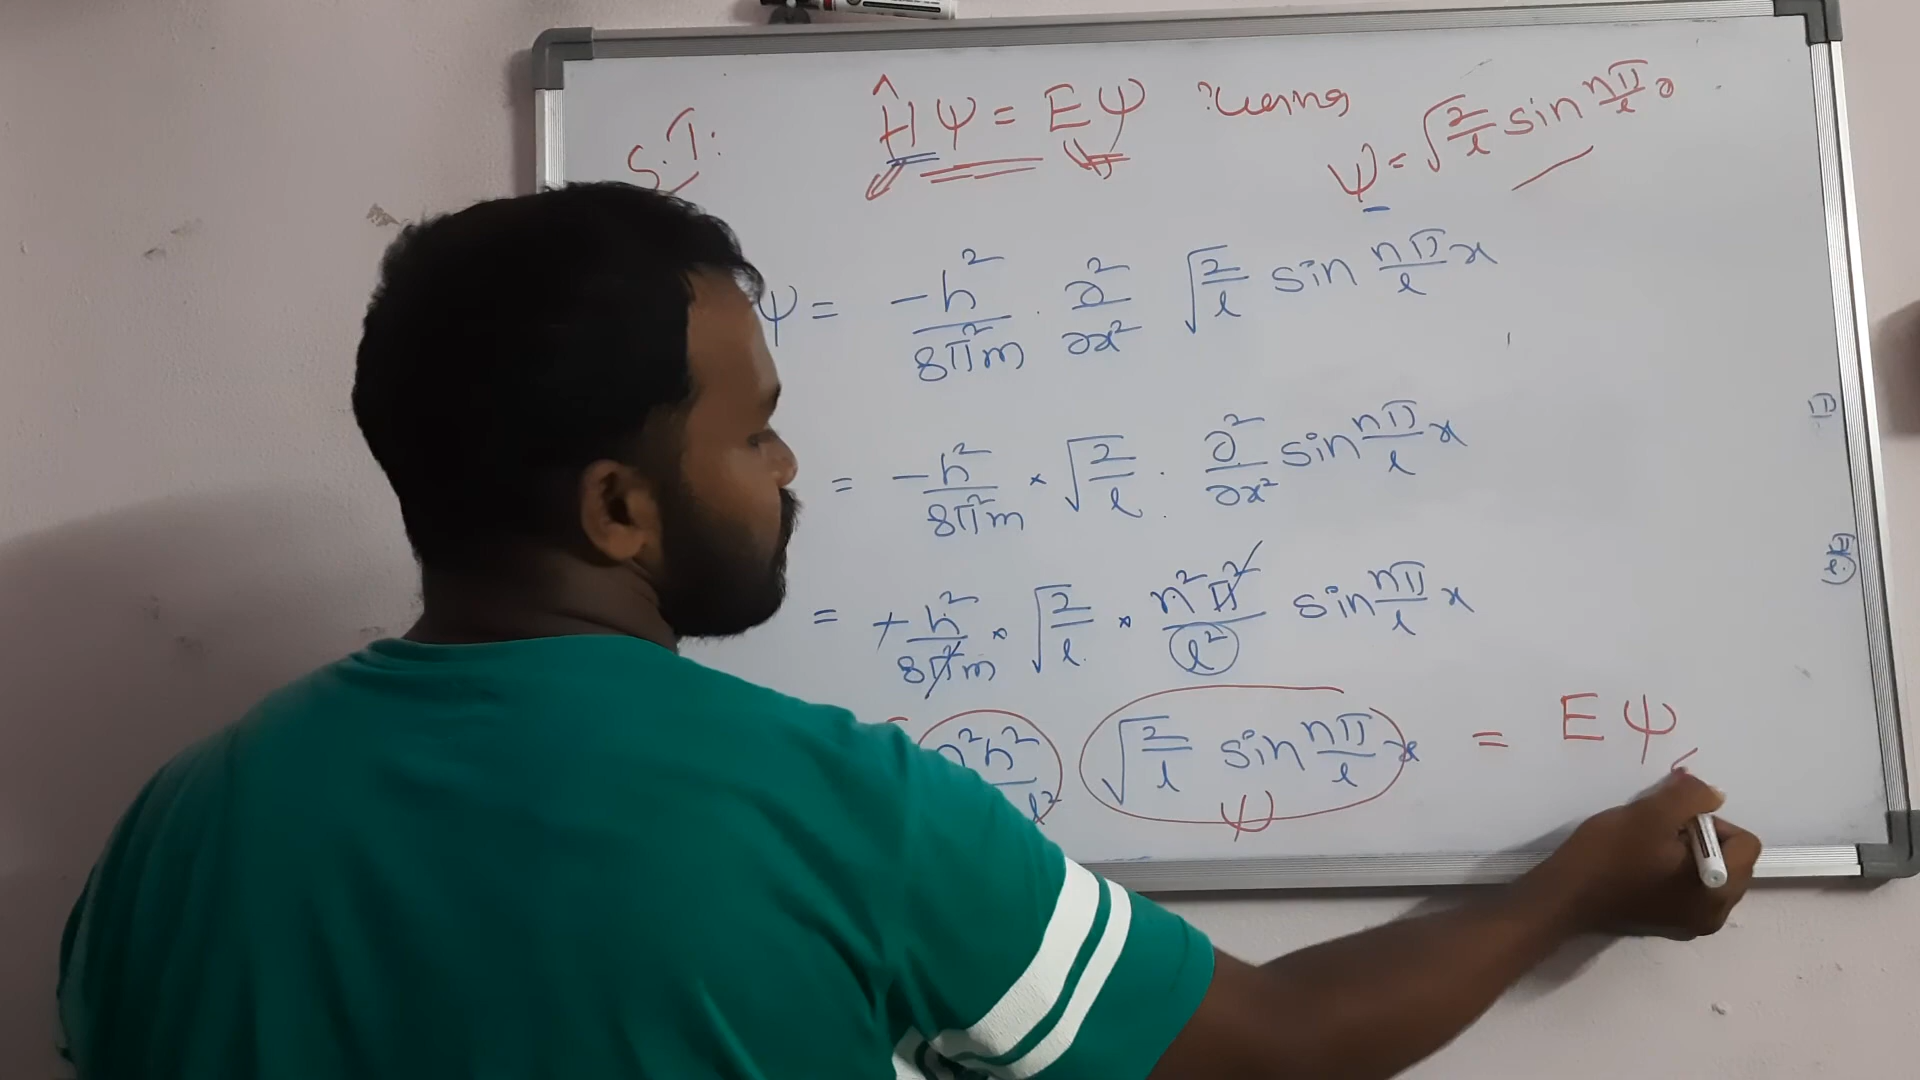 S.T: Ĥψ = Eψ using ψ = √(2/l) sin nπ/l x
ψ = -h²/8π²m · ∂²/∂x² √(2/l) sin nπ/l x
= -h²/8π²m × √(2/l) · ∂²/∂x² sin nπ/l x
= +h²/8π²m × √(2/l) × n²π²/l² sin nπ/l x
n²h²/ l² √(2/l) sin nπ/l x = Eψ
ψ